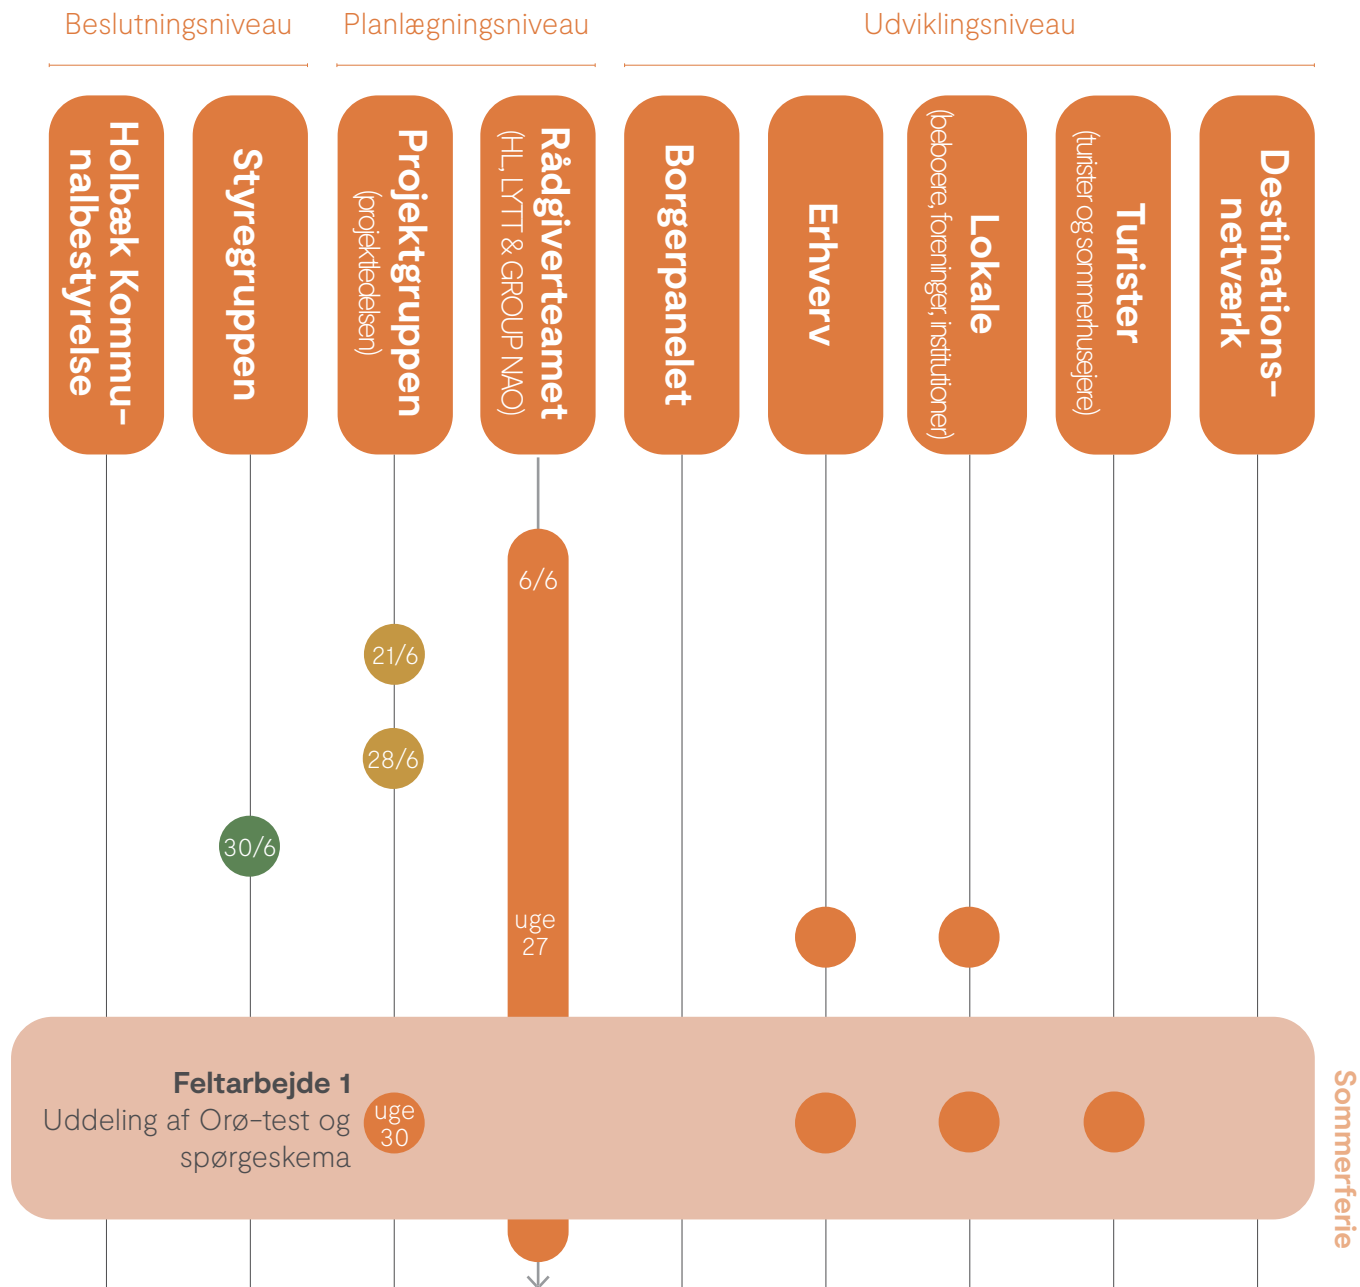 Beslutningsniveau
Planlægningsniveau
Udviklingsniveau
Holbæk Kommu-
nalbestyrelse
Styregruppen
Projektgruppen
(projektledelsen)
Rådgiverteamet
(HL, LYTT & GROUP NAO)
Borgerpanelet
Erhverv
Lokale
(beboere, foreninger, institutioner)
Turister
(turister og sommerhusejere)
Destinations-
netværk
6/6
21/6
28/6
30/6
uge
27
Feltarbejde 1
Uddeling af Orø-test og
spørgeskema
uge
30
Sommerferie